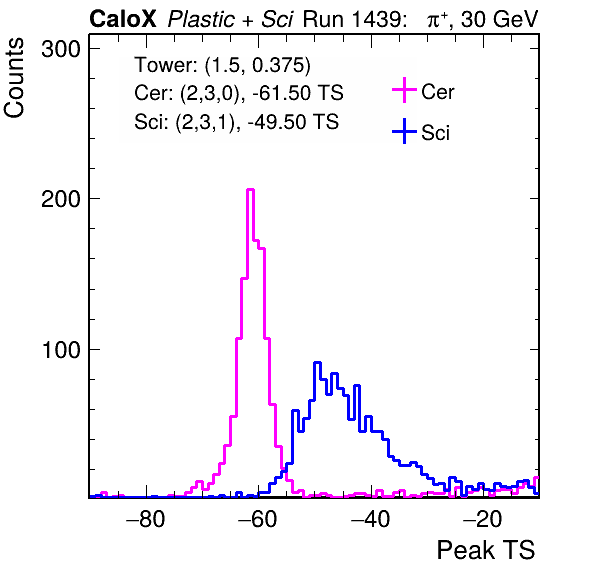 CaloX Plastic + Sci Run 1439: π⁺, 30 GeV
Counts
300
200
100
Tower: (1.5, 0.375)
Cer: (2,3,0), -61.50 TS
Sci: (2,3,1), -49.50 TS
Cer
Sci
−80 −60 −40 −20
Peak TS